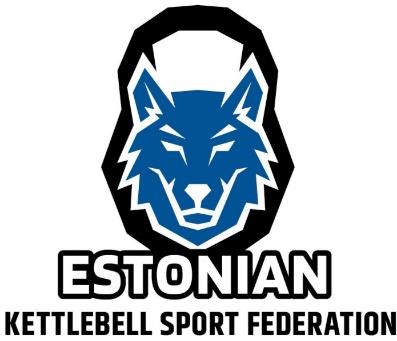 ESTONIAN
KETTLEBELL SPORT FEDERATION